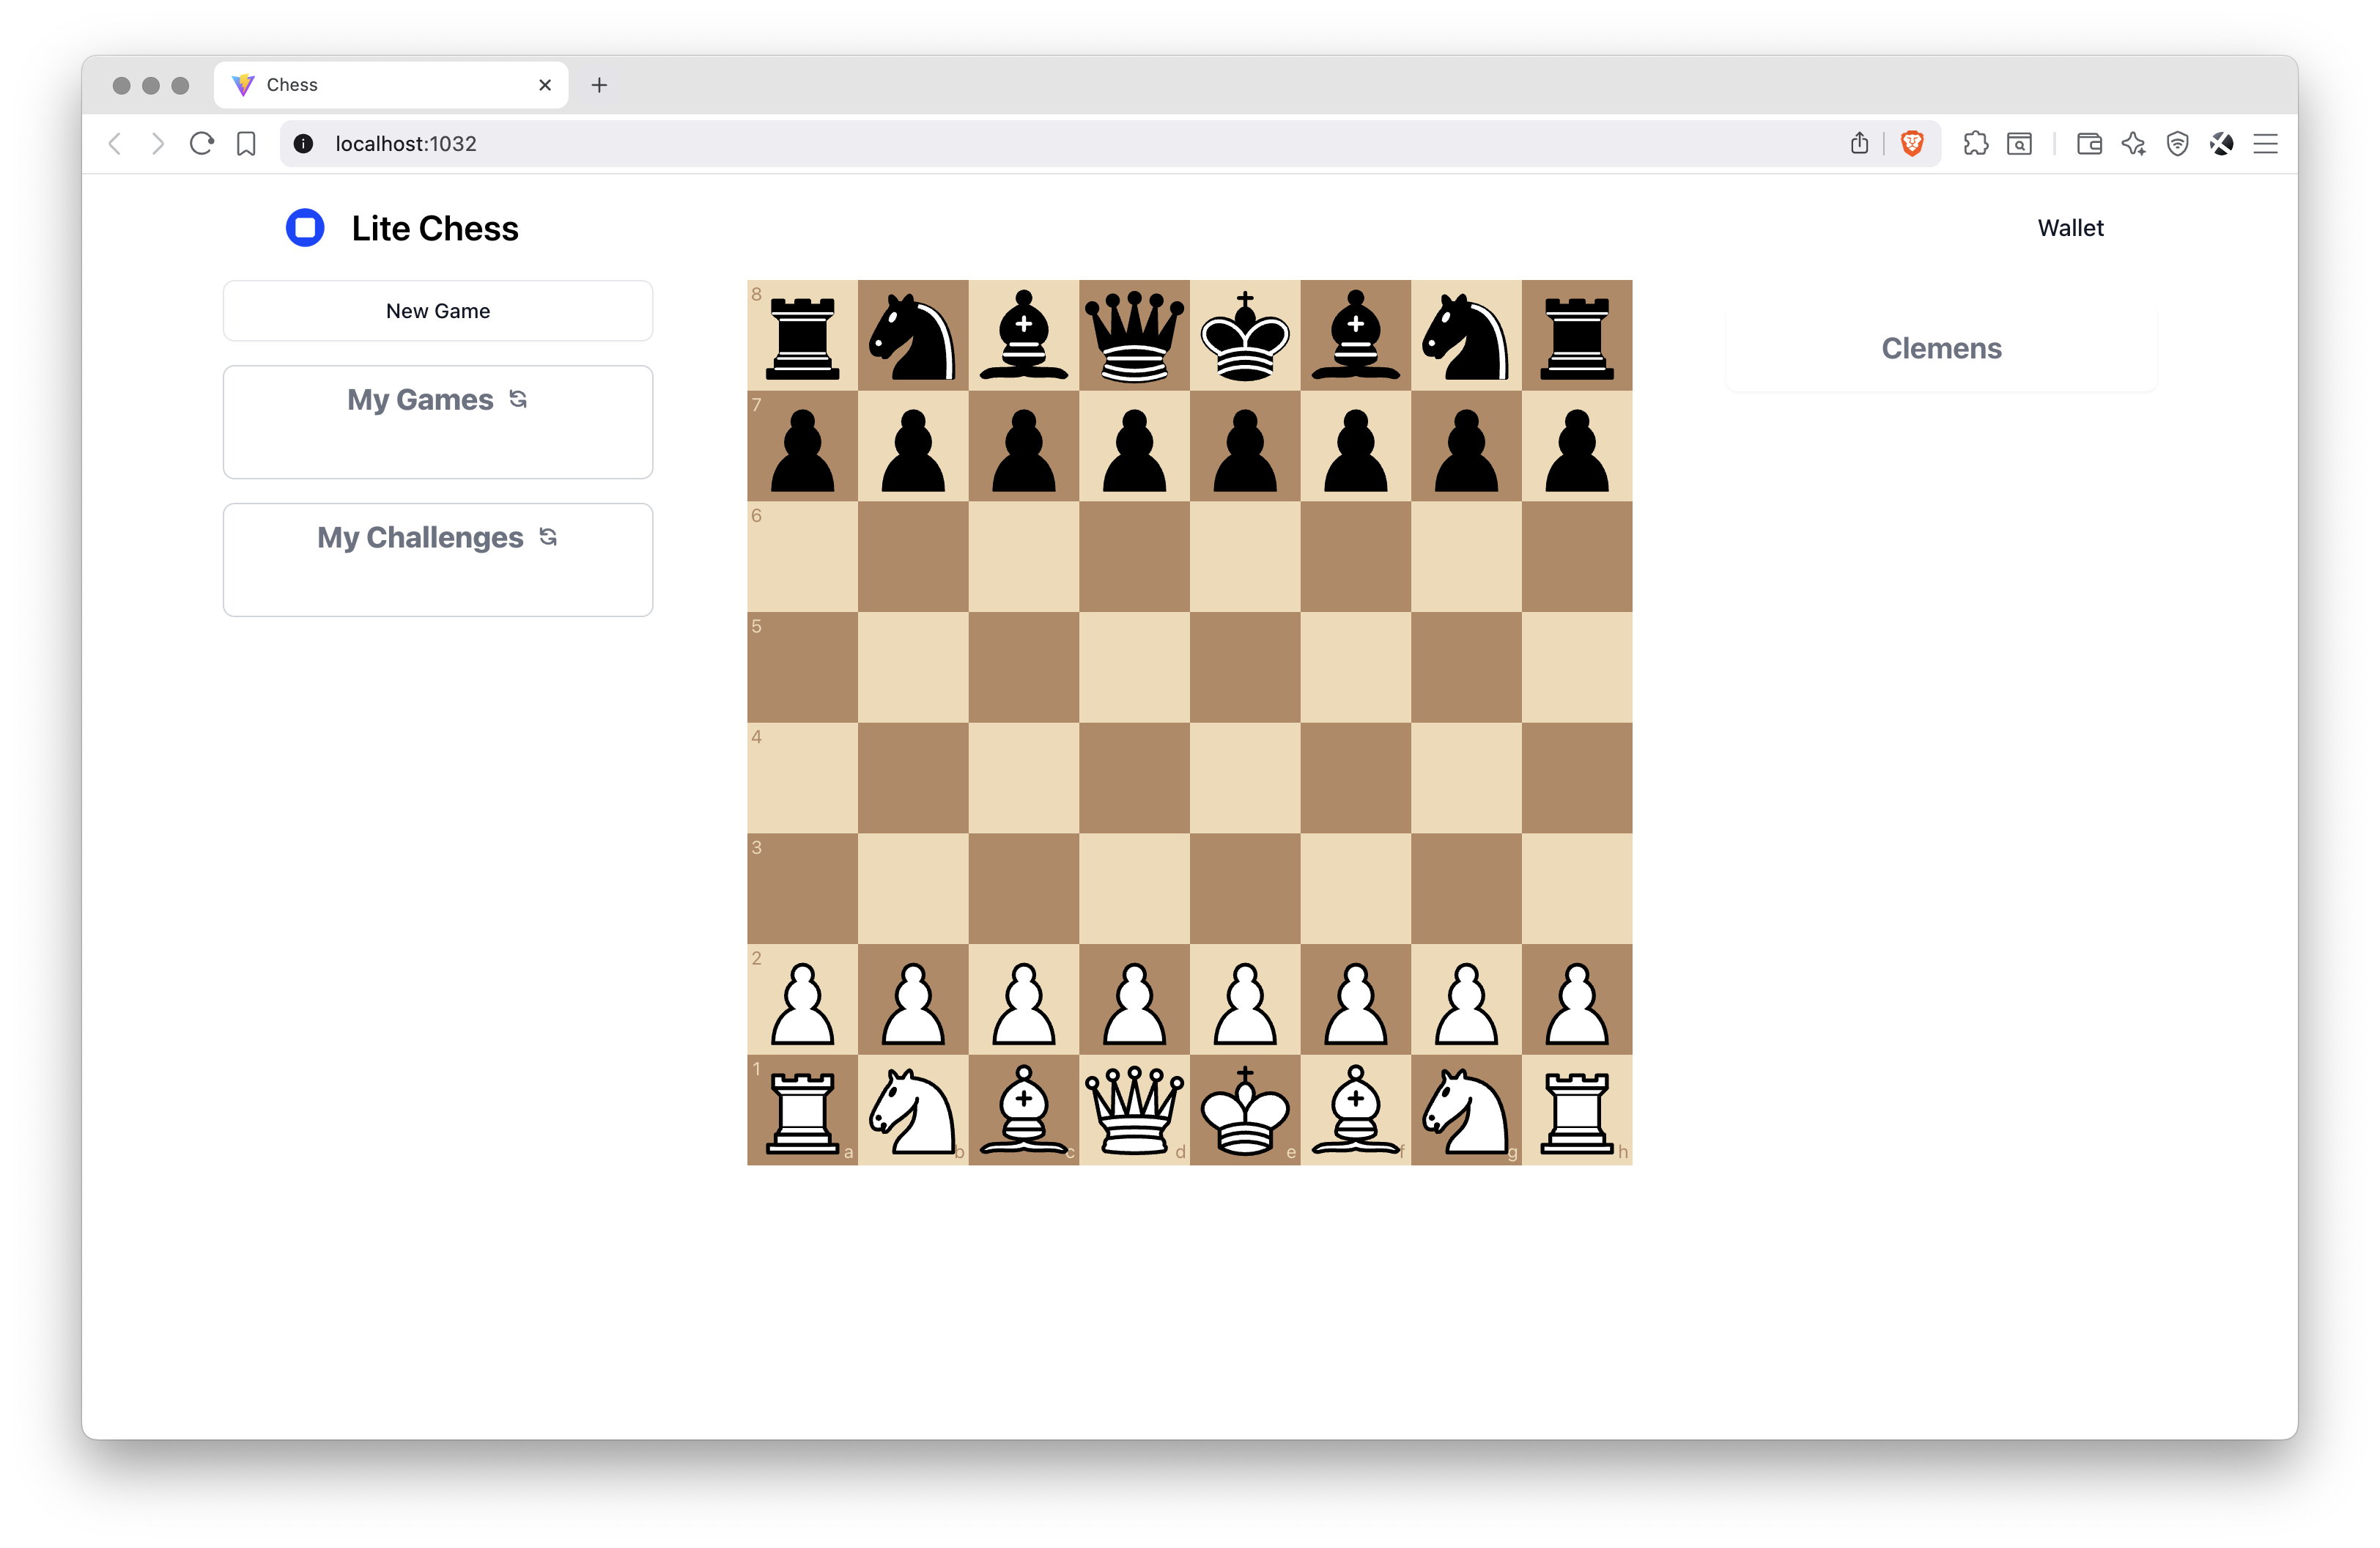 Chess
localhost:1032
Lite Chess
Wallet
New Game
My Games
My Challenges
Clemens
8
7
6
5
4
3
2
1
a b c d e f g h